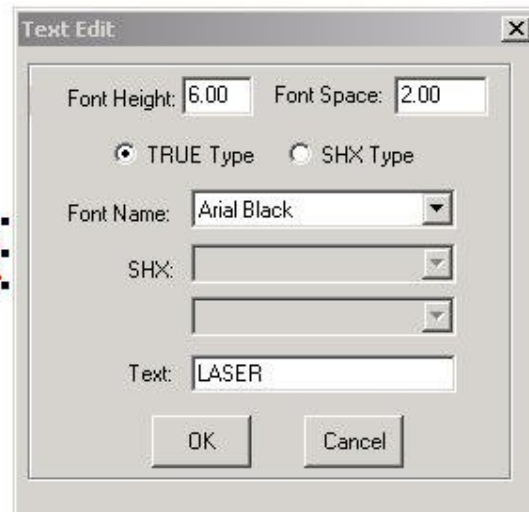 Text Edit
Font Height: 6.00 Font Space: 2.00
TRUE Type SHX Type
Font Name: Arial Black
SHX:
Text: LASER
OK Cancel